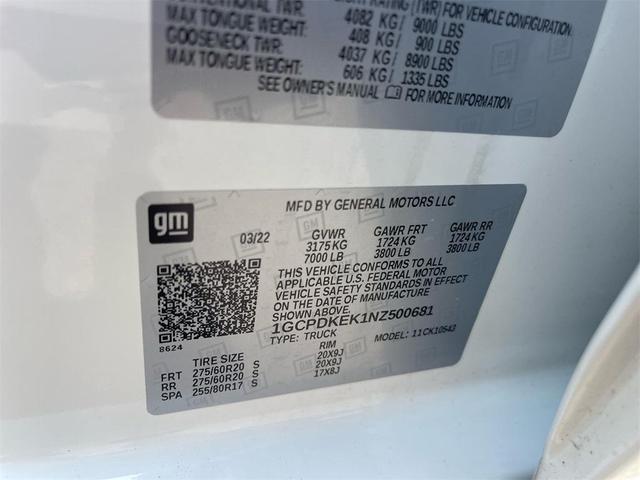 RIGHT RATING (TWR) FOR VEHICLE CONFIGURATION
CONVENTIONAL TWR: 4082 KG/ 9000 LBS
MAX TONGUE WEIGHT: 408 KG/ 900 LBS
GOOSENECK TWR: 4037 KG/ 8900 LBS
MAX TONGUE WEIGHT: 606 KG/ 1335 LBS
SEE OWNER'S MANUAL FOR MORE INFORMATION
gm
MFD BY GENERAL MOTORS LLC
03/22 GVWR GAWR FRT GAWR RR
3175 KG 1724 KG 1724 KG
7000 LB 3800 LB 3800 LB
THIS VEHICLE CONFORMS TO ALL
APPLICABLE U.S. FEDERAL MOTOR
VEHICLE SAFETY STANDARDS IN
EFFECT ON THE DATE OF
MANUFACTURE SHOWN ABOVE.
1GCPDKEK1NZ500681
TYPE: TRUCK MODEL: 11CK10543
8624
TIRE SIZE RIM
FRT 275/60R20 S 20X9J
RR 275/60R20 S 20X9J
SPA 255/80R17 S 17X8J